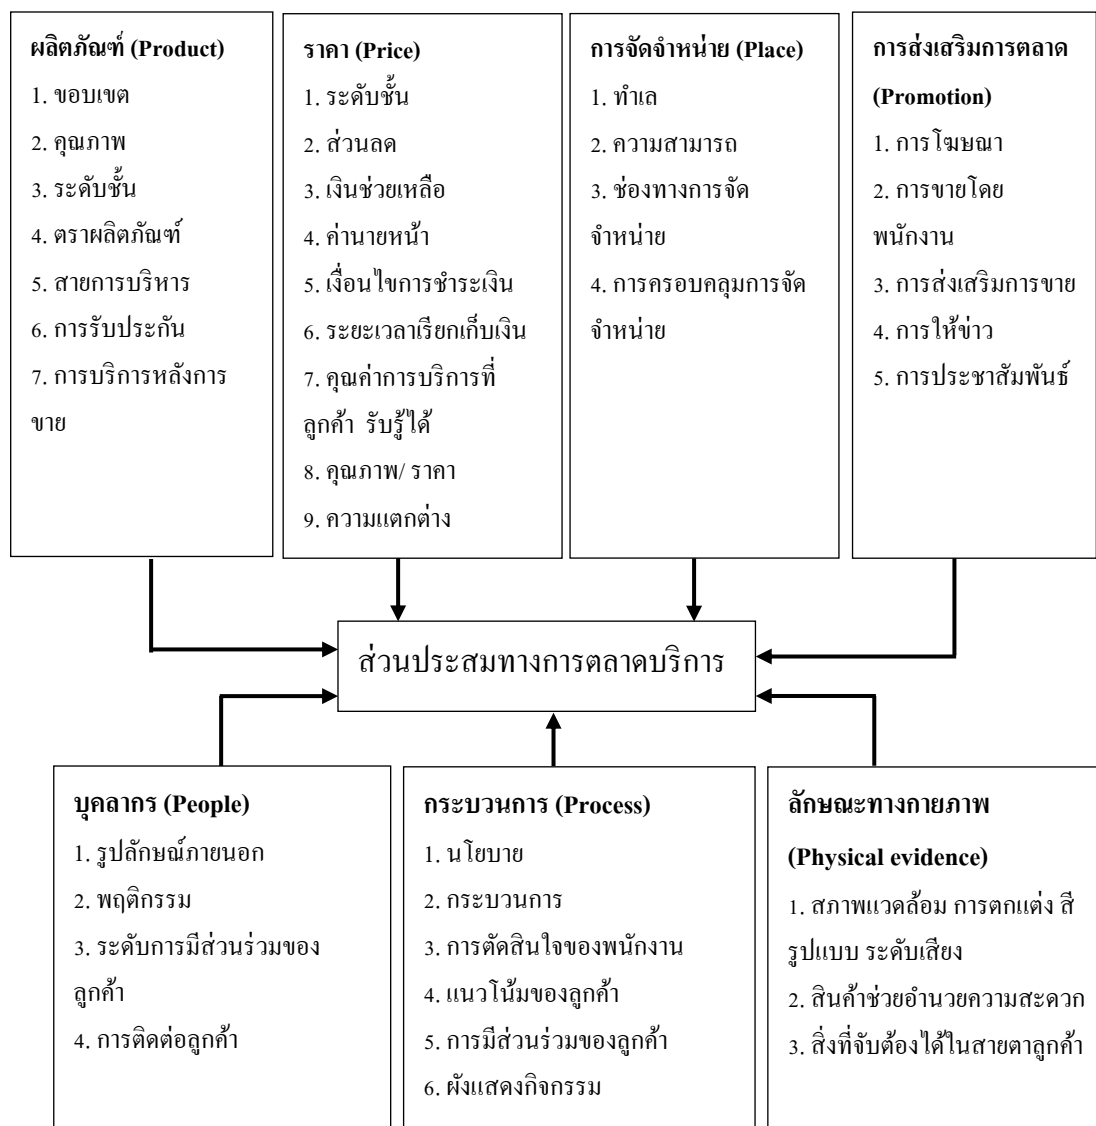 ผลิตภัณฑ์ (Product)
1. ขอบเขต
2. คุณภาพ
3. ระดับชั้น
4. ตราผลิตภัณฑ์
5. สายการบริหาร
6. การรับประกัน
7. การบริการหลังการ
ขาย
ราคา (Price)
1. ระดับชั้น
2. ส่วนลด
3. เงินช่วยเหลือ
4. ค่านายหน้า
5. เงื่อนไขการชำระเงิน
6. ระยะเวลาเรียกเก็บเงิน
7. คุณค่าการบริการที่
ลูกค้า รับรู้ได้
8. คุณภาพ/ ราคา
9. ความแตกต่าง
การจัดจำหน่าย (Place)
1. ทำเล
2. ความสามารถ
3. ช่องทางการจัด
จำหน่าย
4. การครอบคลุมการจัด
จำหน่าย
การส่งเสริมการตลาด
(Promotion)
1. การโฆษณา
2. การขายโดย
พนักงาน
3. การส่งเสริมการขาย
4. การให้ข่าว
5. การประชาสัมพันธ์
ส่วนประสมทางการตลาดบริการ
บุคลากร (People)
1. รูปลักษณ์ภายนอก
2. พฤติกรรม
3. ระดับการมีส่วนร่วมของ
ลูกค้า
4. การติดต่อลูกค้า
กระบวนการ (Process)
1. นโยบาย
2. กระบวนการ
3. การตัดสินใจของพนักงาน
4. แนวโน้มของลูกค้า
5. การมีส่วนร่วมของลูกค้า
6. ผังแสดงกิจกรรม
ลักษณะทางกายภาพ
(Physical evidence)
1. สภาพแวดล้อม การตกแต่ง สี
รูปแบบ ระดับเสียง
2. สินค้าช่วยอำนวยความสะดวก
3. สิ่งที่จับต้องได้ในสายตาลูกค้า